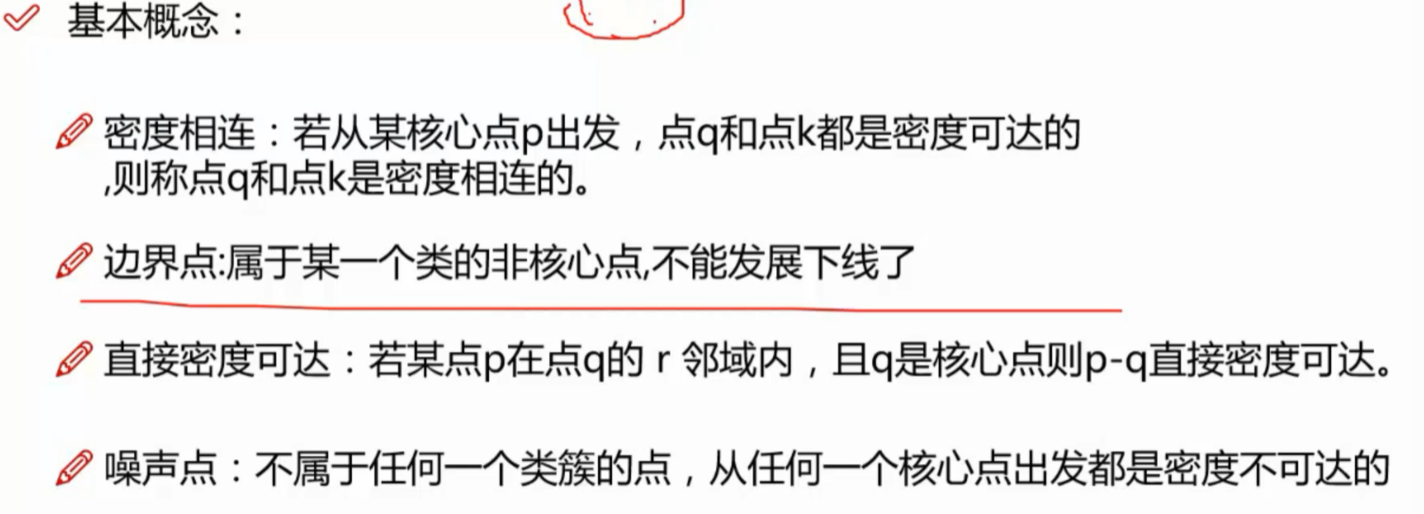 基本概念：
密度相连：若从某核心点p出发，点q和点k都是密度可达的
,则称点q和点k是密度相连的。
边界点:属于某一个类的非核心点,不能发展下线了
直接密度可达：若某点p在点q的 r 邻域内，且q是核心点则p-q直接密度可达。
噪声点：不属于任何一个类簇的点，从任何一个核心点出发都是密度不可达的